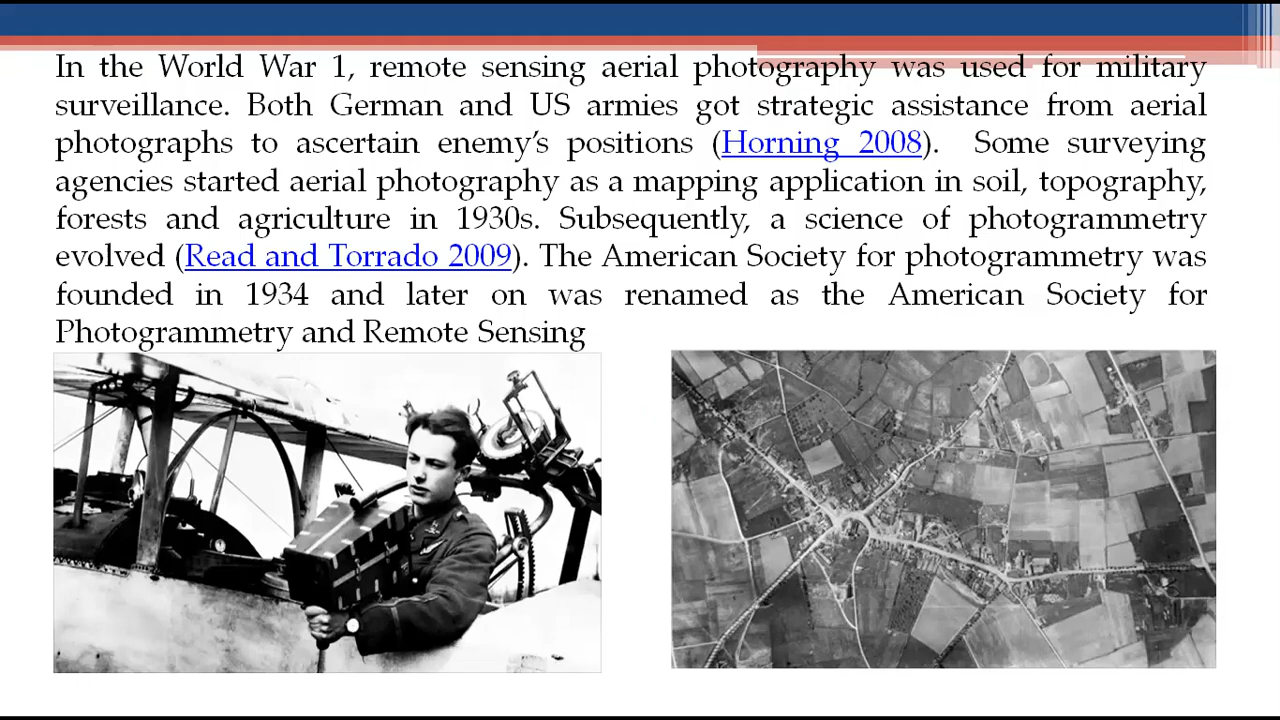 In the World War 1, remote sensing aerial photography was used for military
surveillance. Both German and US armies got strategic assistance from aerial
photographs to ascertain enemy’s positions (Horning 2008). Some surveying
agencies started aerial photography as a mapping application in soil, topography,
forests and agriculture in 1930s. Subsequently, a science of photogrammetry
evolved (Read and Torrado 2009). The American Society for photogrammetry was
founded in 1934 and later on was renamed as the American Society for
Photogrammetry and Remote Sensing